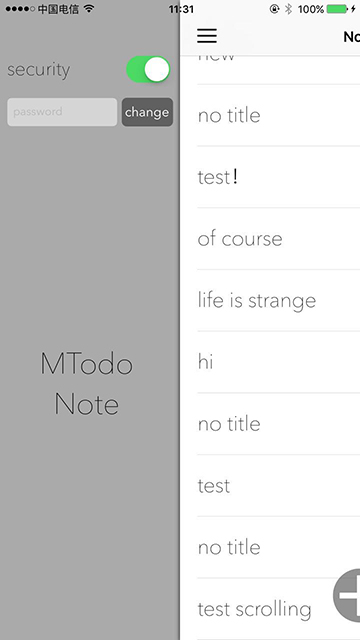 中国电信
11:31
100%
security
password
change
MTodo
Note
No
new
no title
test!
of course
life is strange
hi
no title
test
no title
test scrolling